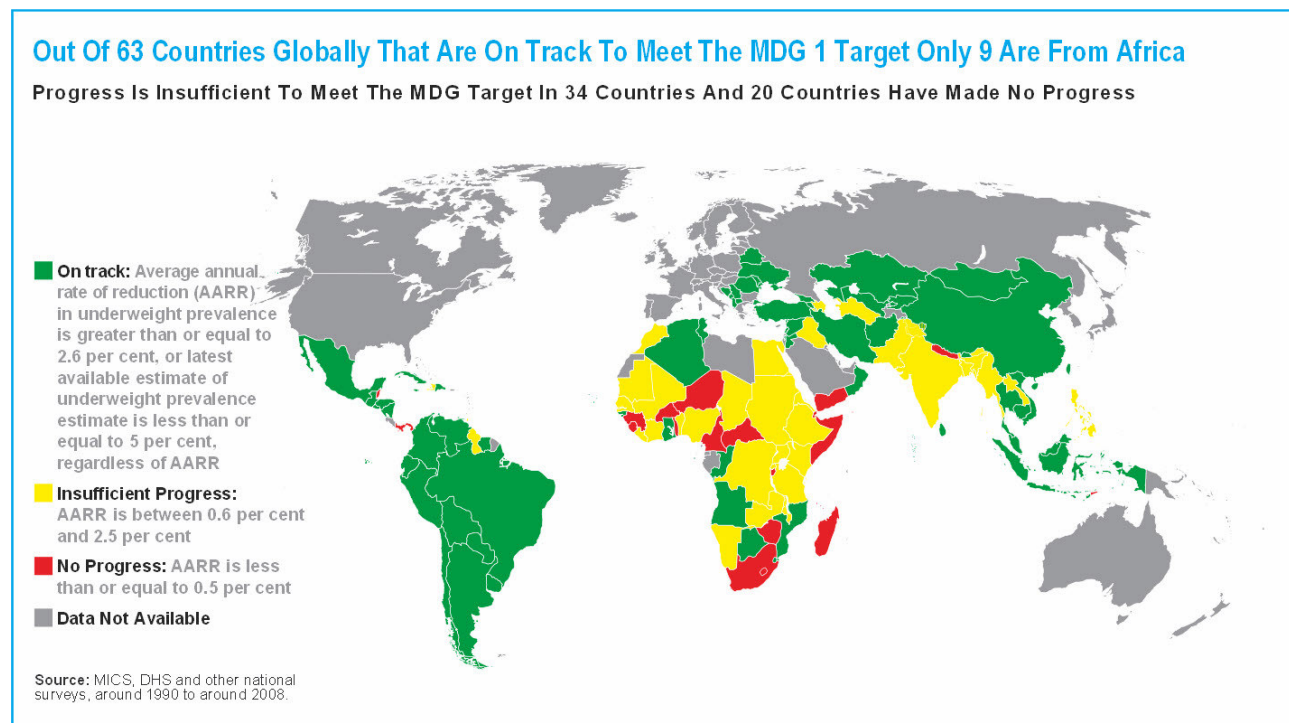 Out Of 63 Countries Globally That Are On Track To Meet The MDG 1 Target Only 9 Are From Africa
Progress Is Insufficient To Meet The MDG Target In 34 Countries And 20 Countries Have Made No Progress
On track: Average annual
rate of reduction (AARR)
in underweight prevalence
is greater than or equal to
2.6 per cent, or latest
available estimate of
underweight prevalence
estimate is less than or
equal to 5 per cent,
regardless of AARR
Insufficient Progress:
AARR is between 0.6 per cent
and 2.5 per cent
No Progress: AARR is less
than or equal to 0.5 per cent
Data Not Available
Source: MICS, DHS and other national
surveys, around 1990 to around 2008.